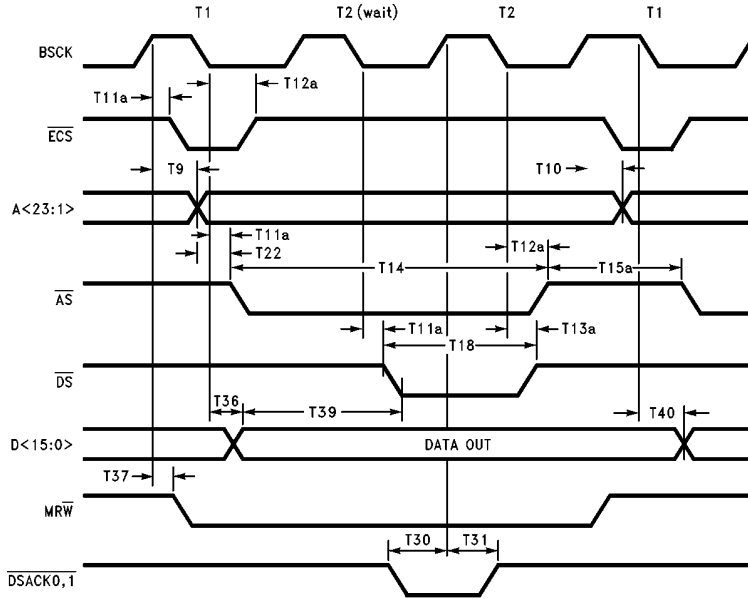 T1 T2 (wait) T2 T1
BSCK
T12a
T11a
ECS
T9 T10
A<23:1>
T11a
T22 T12a
T14 T15a
AS
T11a T13a
T18
DS
T36 T39 T40
D<15:0> DATA OUT
T37
MRW
T30 T31
DSACK0,1